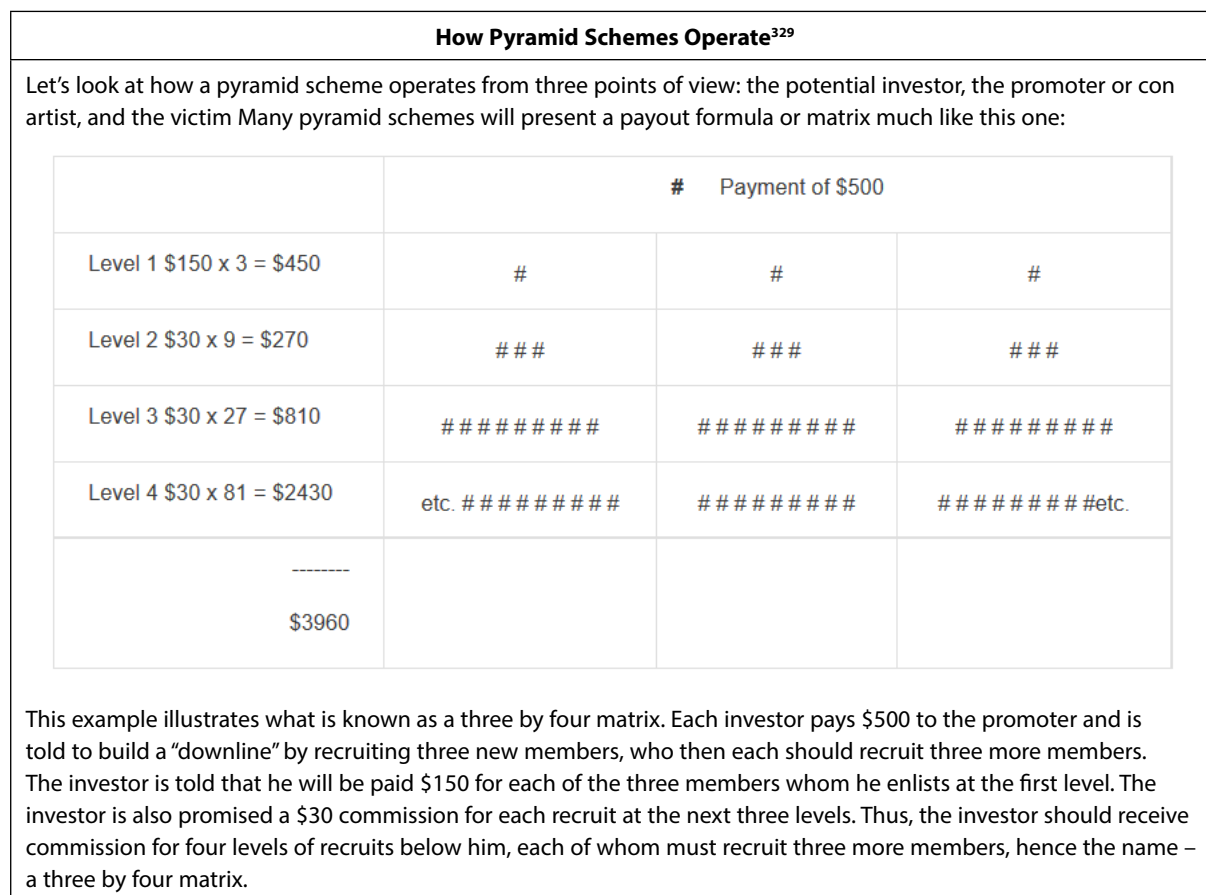 How Pyramid Schemes Operate329
Let’s look at how a pyramid scheme operates from three points of view: the potential investor, the promoter or con
artist, and the victim Many pyramid schemes will present a payout formula or matrix much like this one:
# Payment of $500
Level 1 $150 x 3 = $450 # # #
Level 2 $30 x 9 = $270 # # # # # # # # #
Level 3 $30 x 27 = $810 # # # # # # # # # # # # # # # # # # # # # # # # # # #
Level 4 $30 x 81 = $2430 etc. # # # # # # # # # # # # # # # # # # # # # # # # # # #etc.
--------
$3960
This example illustrates what is known as a three by four matrix. Each investor pays $500 to the promoter and is
told to build a “downline” by recruiting three new members, who then each should recruit three more members.
The investor is told that he will be paid $150 for each of the three members whom he enlists at the first level. The
investor is also promised a $30 commission for each recruit at the next three levels. Thus, the investor should receive
commission for four levels of recruits below him, each of whom must recruit three more members, hence the name –
a three by four matrix.